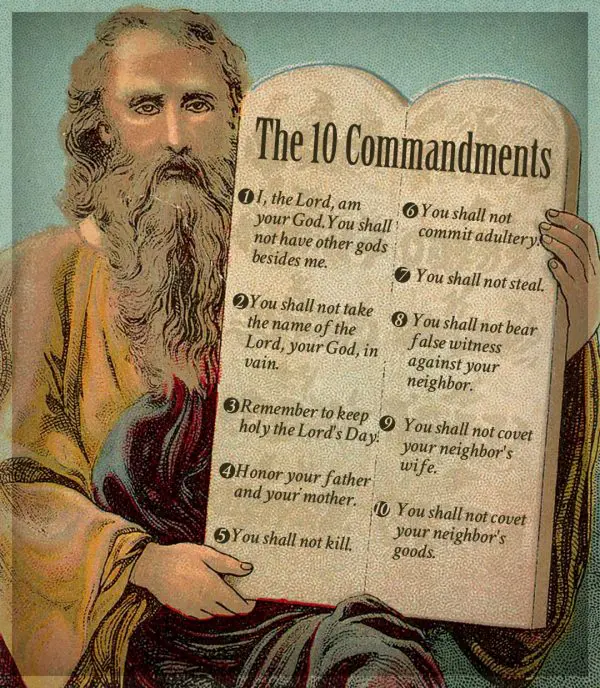 The 10 Commandments
1 I, the Lord, am
your God. You shall
not have other gods
besides me.
2 You shall not take
the name of the
Lord, your God, in
vain.
3 Remember to keep
holy the Lord's Day.
4 Honor your father
and your mother.
5 You shall not kill.
6 You shall not
commit adultery.
7 You shall not steal.
8 You shall not bear
false witness
against your
neighbor.
9 You shall not covet
your neighbor's
wife.
10 You shall not covet
your neighbor's
goods.